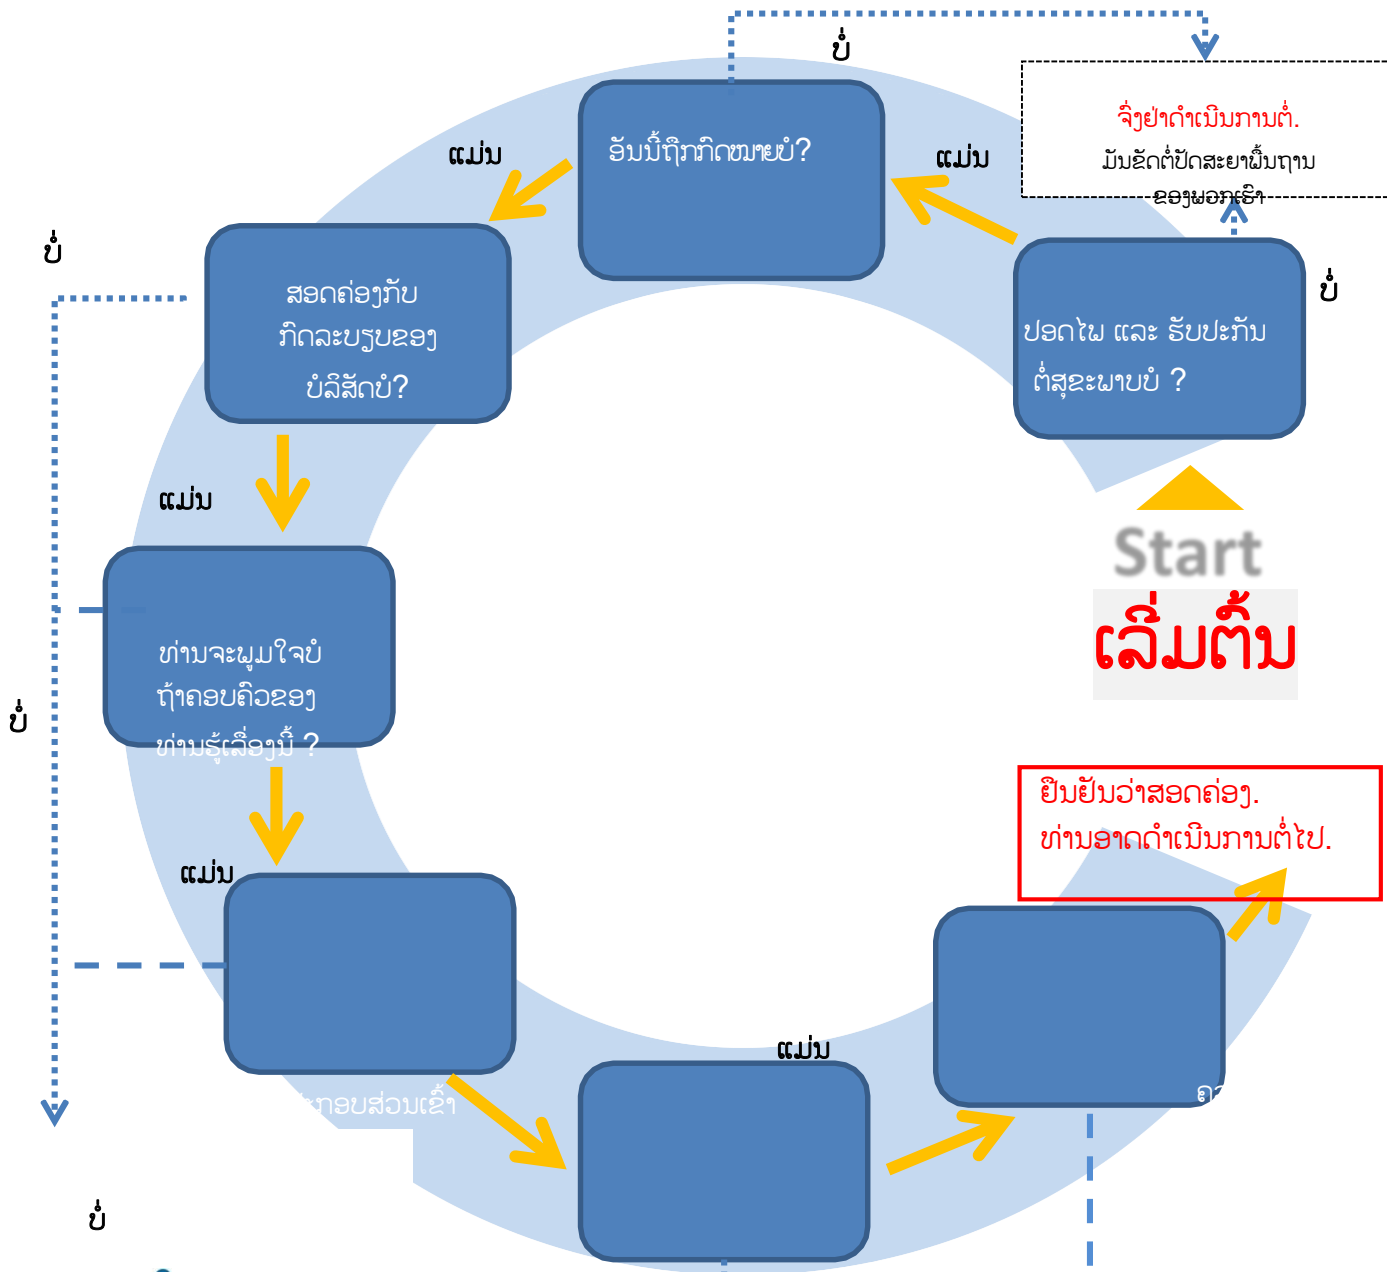 ບໍ່
ຈົ່ງຢ່າດຳເນີນການຕໍ່.
ມັນຂັດຕໍ່ປັດສະຍາພື້ນຖານ
ຂອງພວກເຮົາ
ແມ່ນ
ອັນນີ້ຖືກກົດໝາຍບໍ?
ແມ່ນ
ບໍ່
ສອດຄ່ອງກັບ
ກົດລະບຽບຂອງ
ບໍລິສັດບໍ?
ບໍ່
ປອດໄພ ແລະ ຮັບປະກັນ
ຕໍ່ສຸຂະພາບບໍ ?
ແມ່ນ
Start
ເລີ່ມຕົ້ນ
ທ່ານຈະພູມໃຈບໍ
ຖ້າຄອບຄົວຂອງ
ທ່ານຮູ້ເລື່ອງນີ້ ?
ບໍ່
ຢືນຢັນວ່າສອດຄ່ອງ.
ທ່ານອາດດຳເນີນການຕໍ່ໄປ.
ແມ່ນ
ແມ່ນ
ກອບສ່ວນເຂົ້າ
ບໍ່